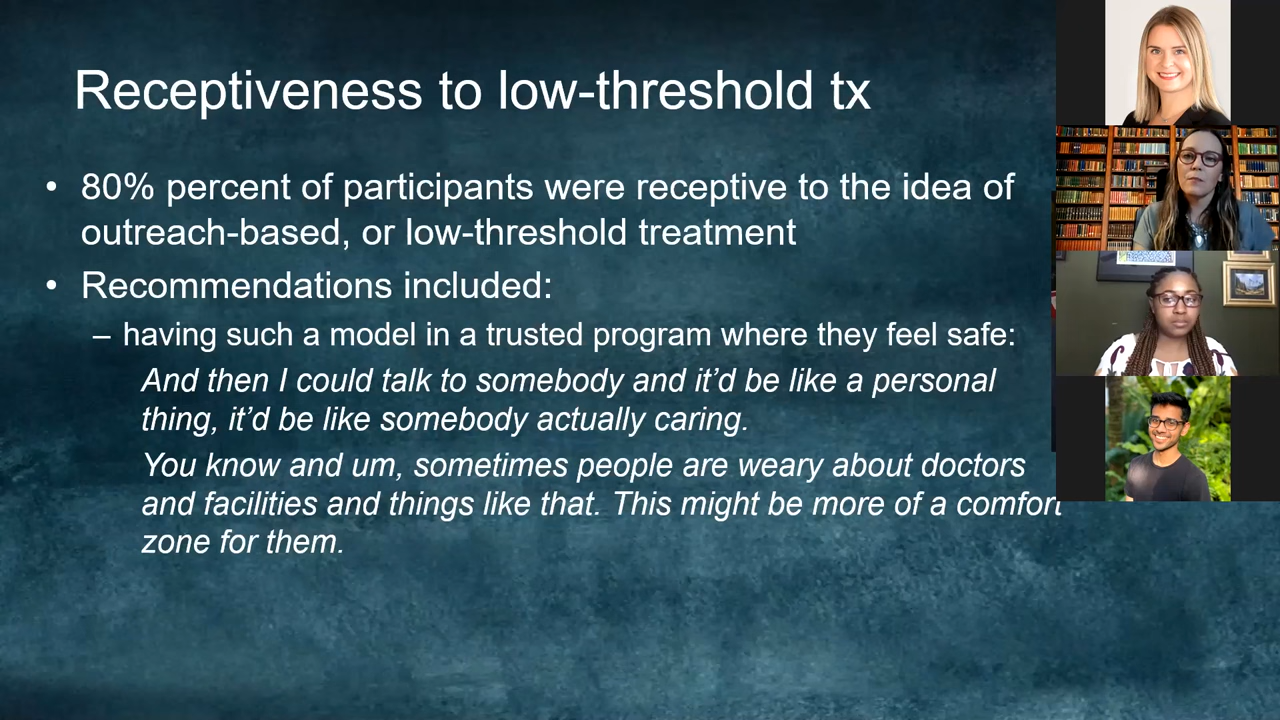 Receptiveness to low-threshold tx
• 80% percent of participants were receptive to the idea of
outreach-based, or low-threshold treatment
• Recommendations included:
– having such a model in a trusted program where they feel safe:
And then I could talk to somebody and it’d be like a personal
thing, it’d be like somebody actually caring.
You know and um, sometimes people are weary about doctors
and facilities and things like that. This might be more of a comfort
zone for them.